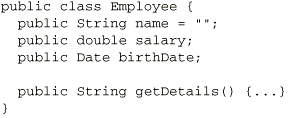 public class Employee {
  public String name = "";
  public double salary;
  public Date birthDate;

  public String getDetails() {...}
}